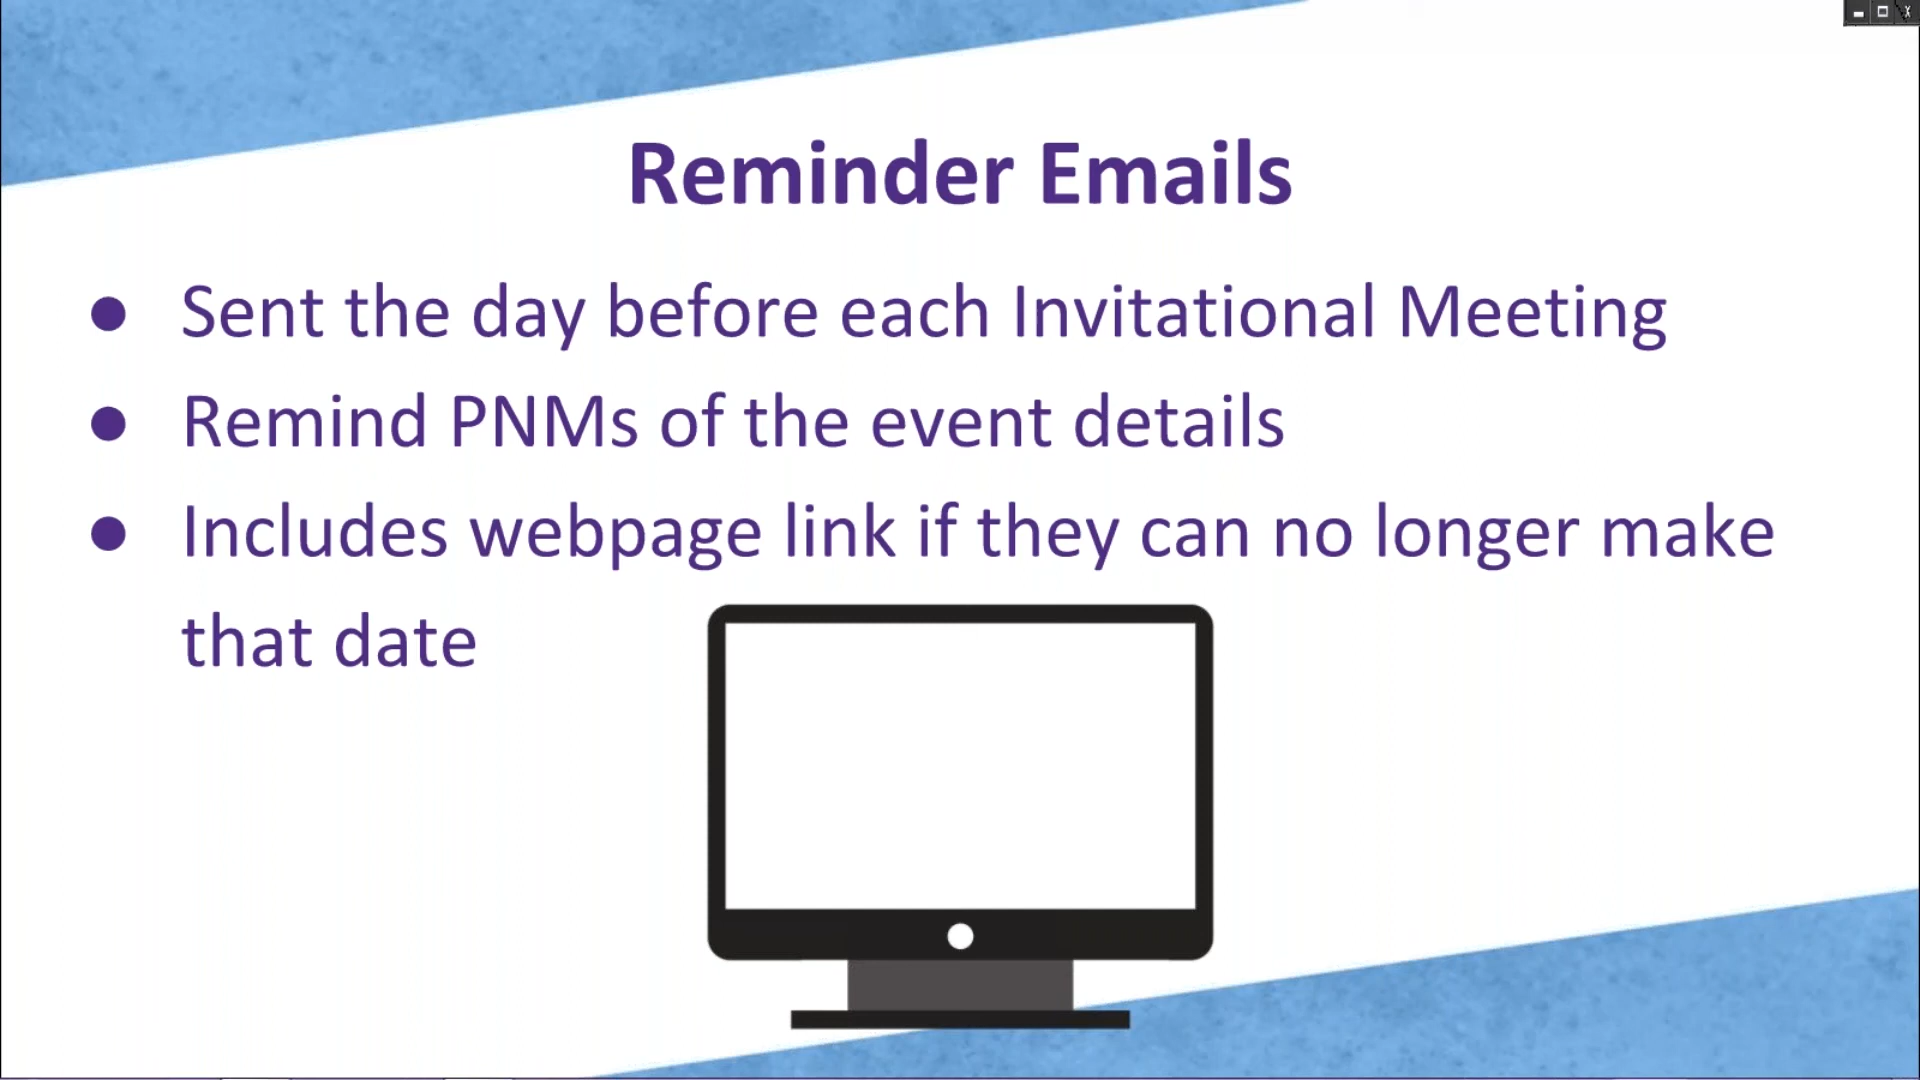 Reminder Emails
● Sent the day before each Invitational Meeting
● Remind PNMs of the event details
● Includes webpage link if they can no longer make
that date